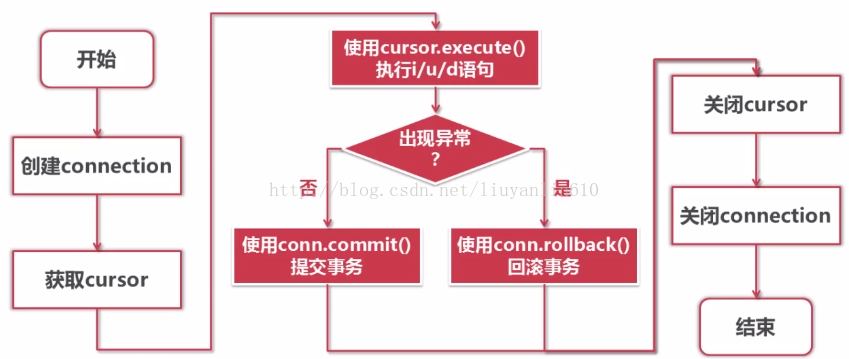 开始
创建connection
获取cursor
使用cursor.execute()
执行i/u/d语句
出现异常
？
否
是
使用conn.commit()
提交事务
使用conn.rollback()
回滚事务
关闭cursor
关闭connection
结束